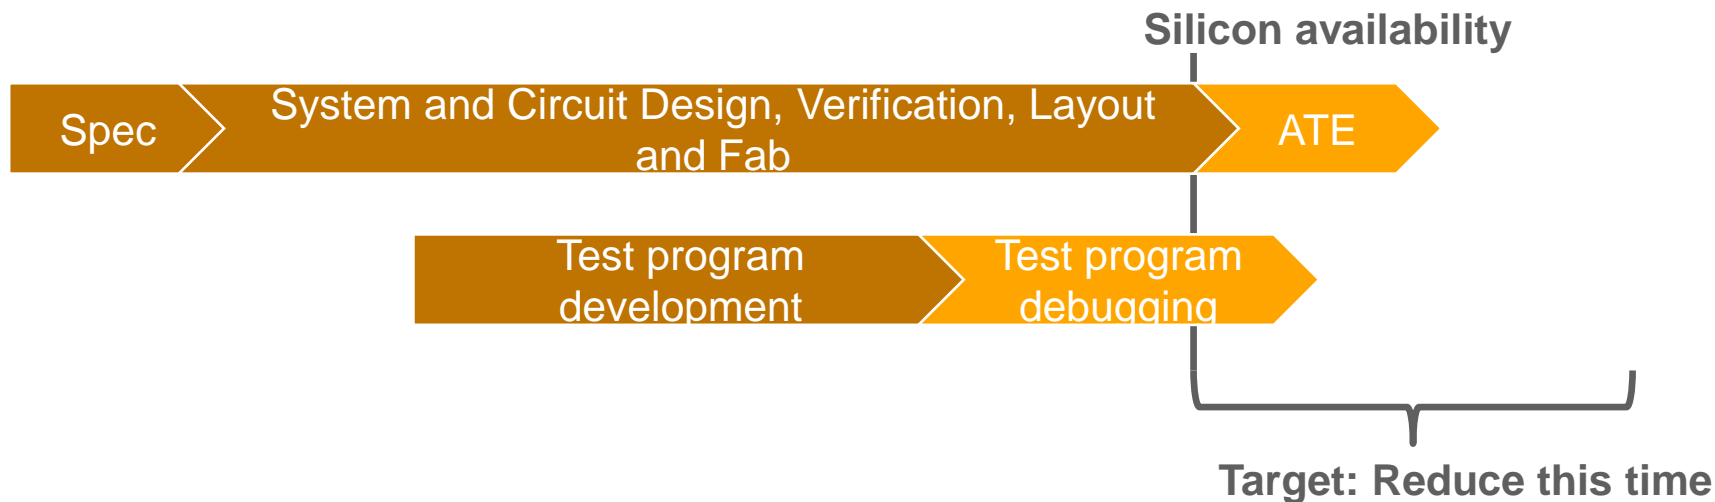 Silicon availability
Spec
System and Circuit Design, Verification, Layout
and Fab
ATE
Test program
development
Test program
debugging
Target: Reduce this time